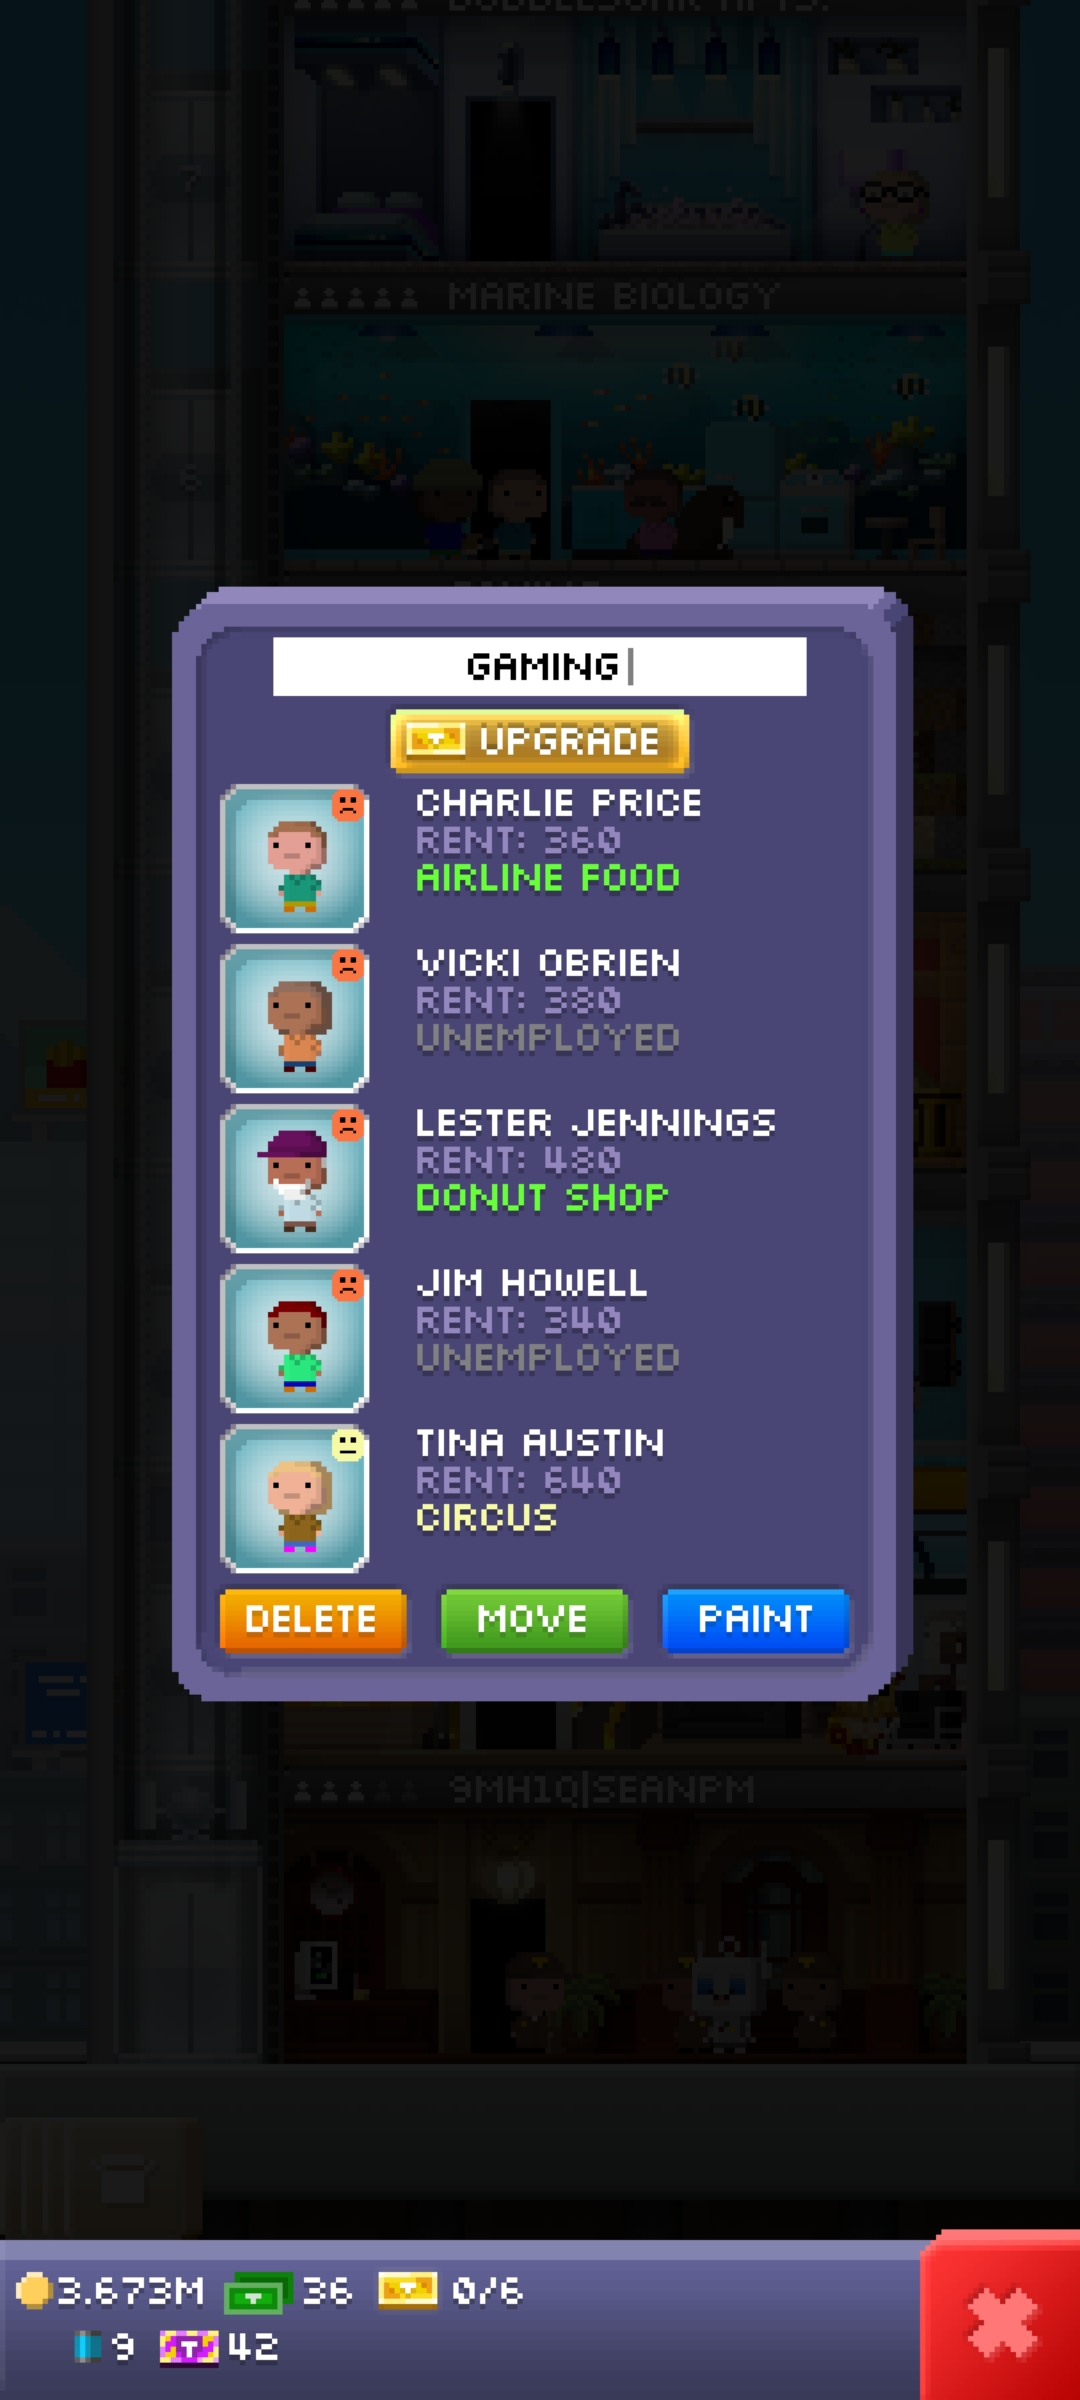 7
MARINE BIOLOGY
6
GAMING
UPGRADE
CHARLIE PRICE
RENT: 360
AIRLINE FOOD
VICKI OBRIEN
RENT: 380
UNEMPLOYED
LESTER JENNINGS
RENT: 480
DONUT SHOP
JIM HOWELL
RENT: 340
UNEMPLOYED
TINA AUSTIN
RENT: 640
CIRCUS
DELETE
MOVE
PAINT
9MH1Q|SEANPM
3.673M
36
0/6
9
42